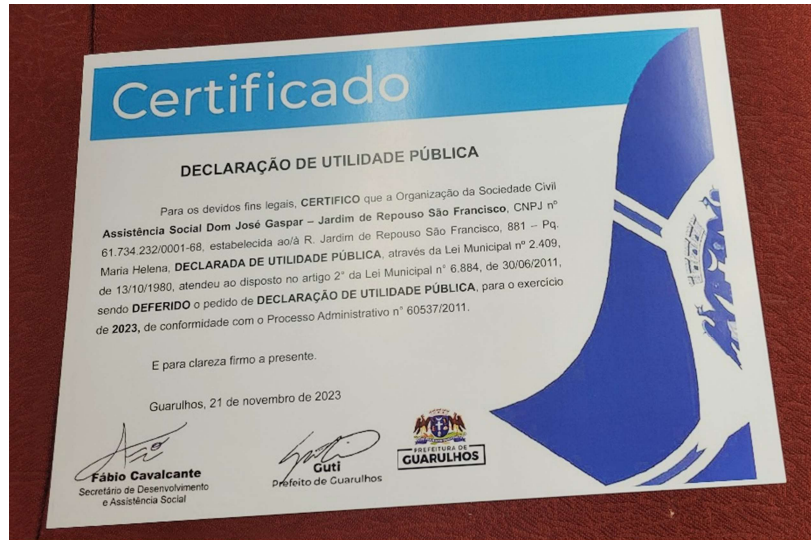 Certificado
DECLARAÇÃO DE UTILIDADE PÚBLICA
Para os devidos fins legais, CERTIFICO que a Organização da Sociedade Civil
Assistência Social Dom José Gaspar – Jardim de Repouso São Francisco, CNPJ nº
61.734.232/0001-68, estabelecida ao/à R. Jardim de Repouso São Francisco, 881 – Pq.
Maria Helena, DECLARADA DE UTILIDADE PÚBLICA, através da Lei Municipal nº 2.409,
de 13/10/1980, atendeu ao disposto no artigo 2° da Lei Municipal n° 6.884, de 30/06/2011,
sendo DEFERIDO o pedido de DECLARAÇÃO DE UTILIDADE PÚBLICA, para o exercício
de 2023, de conformidade com o Processo Administrativo n° 60537/2011.
E para clareza firmo a presente.
Guarulhos, 21 de novembro de 2023
Fábio Cavalcante
Secretário de Desenvolvimento
e Assistência Social
Guti
Prefeito de Guarulhos
PREFEITURA DE
GUARULHOS